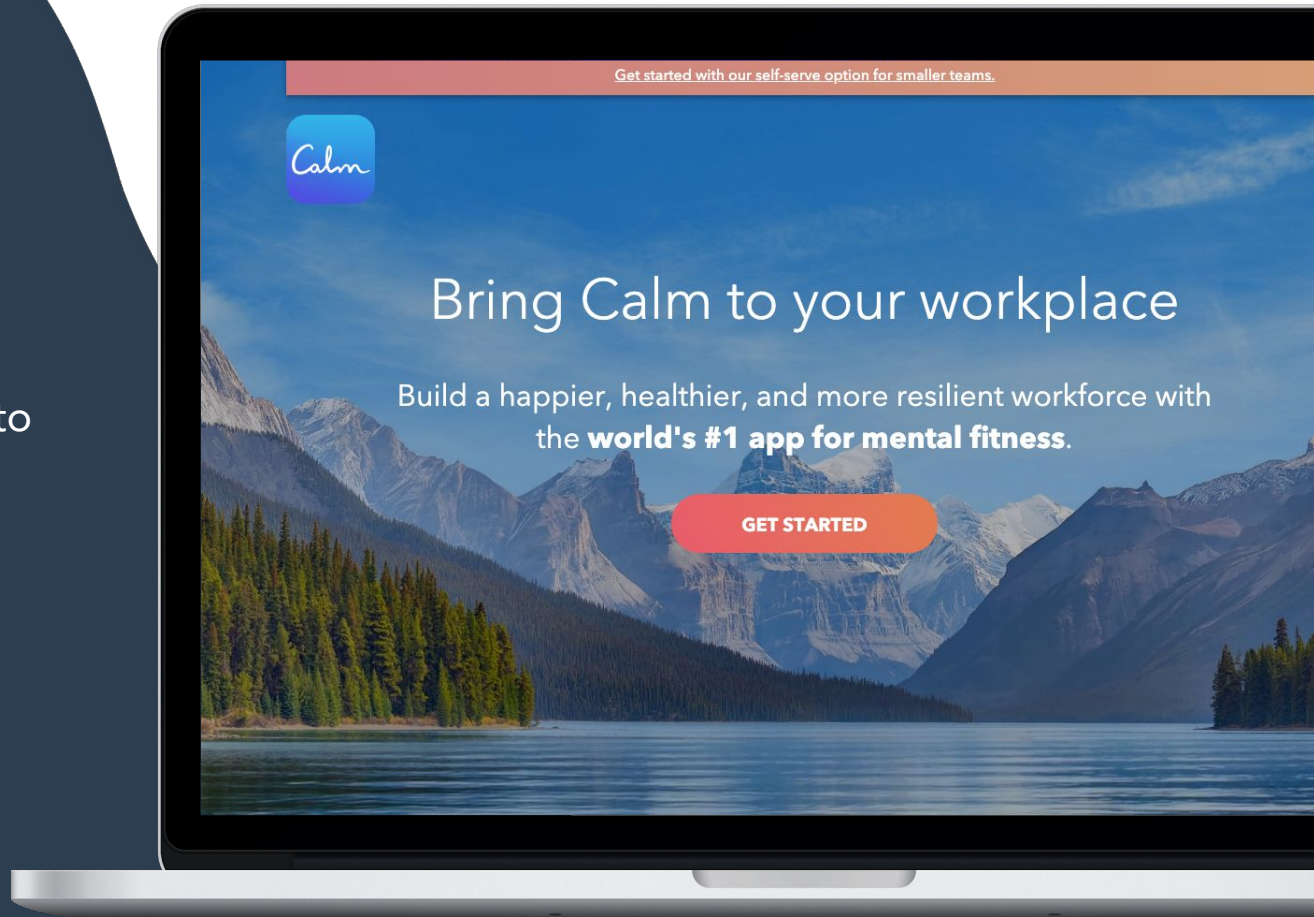 Get started with our self-serve option for smaller teams.
Calm
Bring Calm to your workplace
to
Build a happier, healthier, and more resilient workforce with
the world's #1 app for mental fitness.
GET STARTED